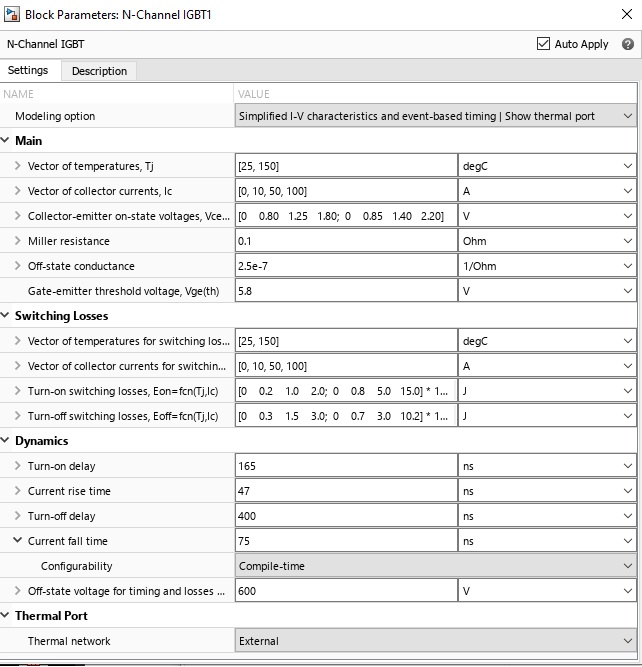 Block Parameters: N-Channel IGBT1
N-Channel IGBT Auto Apply
Settings Description
NAME VALUE
Modeling option Simplified I-V characteristics and event-based timing | Show thermal port
Main
Vector of temperatures, Tj [25, 150] degC
Vector of collector currents, Ic [0, 10, 50, 100] A
Collector-emitter on-state voltages, Vce... [0 0.80 1.25 1.80; 0 0.85 1.40 2.20] V
Miller resistance 0.1 Ohm
Off-state conductance 2.5e-7 1/Ohm
Gate-emitter threshold voltage, Vge(th) 5.8 V
Switching Losses
Vector of temperatures for switching los... [25, 150] degC
Vector of collector currents for switchin... [0, 10, 50, 100] A
Turn-on switching losses, Eon=fcn(Tj,Ic) [0 0.2 1.0 2.0; 0 0.8 5.0 15.0] * 1... J
Turn-off switching losses, Eoff=fcn(Tj,Ic) [0 0.3 1.5 3.0; 0 0.7 3.0 10.2] * 1... J
Dynamics
Turn-on delay 165 ns
Current rise time 47 ns
Turn-off delay 400 ns
Current fall time 75 ns
Configurability Compile-time
Off-state voltage for timing and losses ... 600 V
Thermal Port
Thermal network External